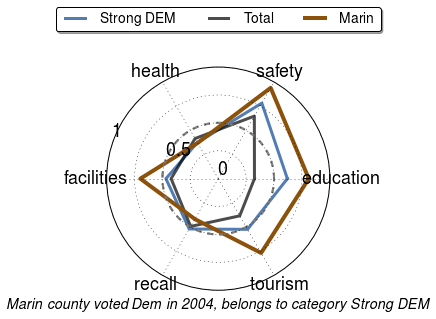 Strong DEM Total Marin
health safety
1
0.5
0
facilities education
recall tourism
Marin county voted Dem in 2004, belongs to category Strong DEM